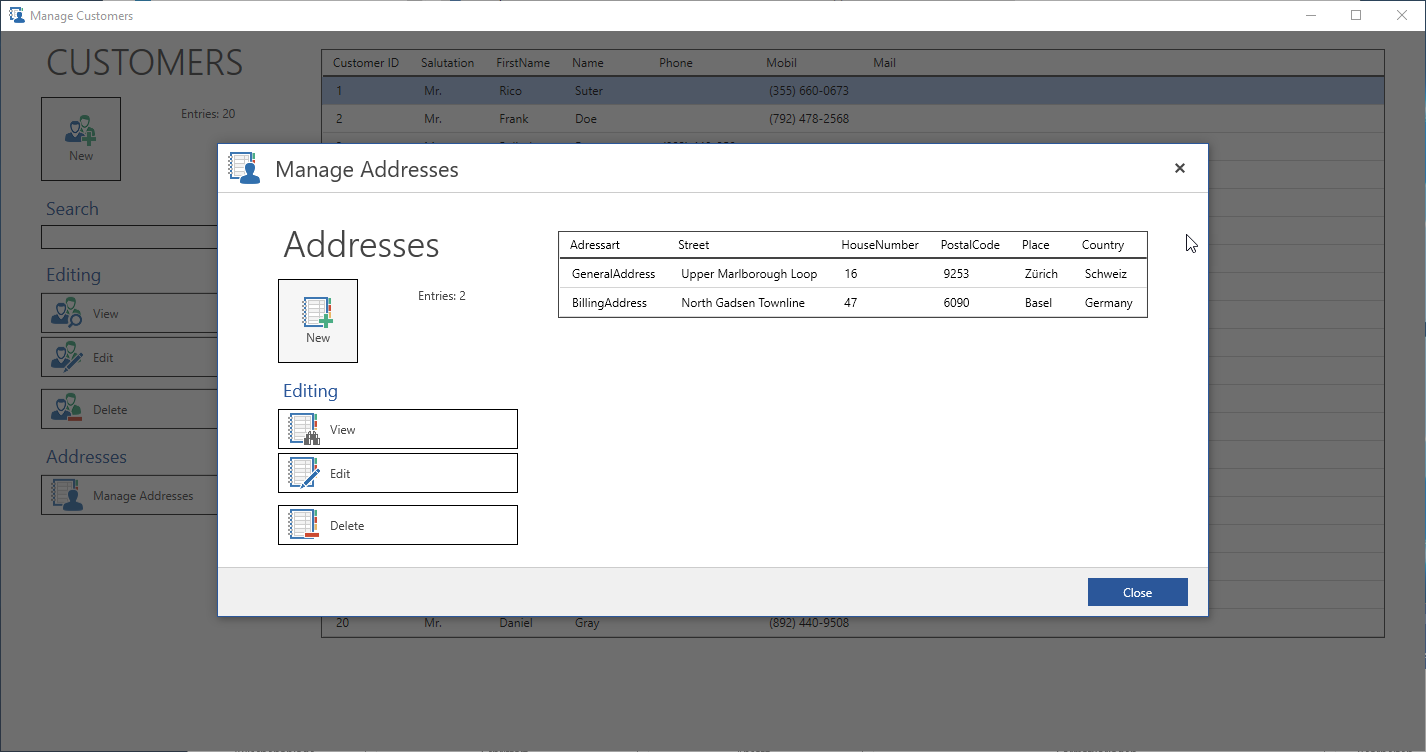 Manage Customers
CUSTOMERS
Entries: 20
New
Search
Editing
View
Edit
Delete
Addresses
Manage Addresses
Customer ID Salutation FirstName Name Phone Mobil Mail
1 Mr. Rico Suter (355) 660-0673
2 Mr. Frank Doe (792) 478-2568
20 Mr. Daniel Gray (892) 440-9508
Manage Addresses
Addresses
Entries: 2
New
Editing
View
Edit
Delete
Adressart Street HouseNumber PostalCode Place Country
GeneralAddress Upper Marlborough Loop 16 9253 Zürich Schweiz
BillingAddress North Gadsen Townline 47 6090 Basel Germany
Close